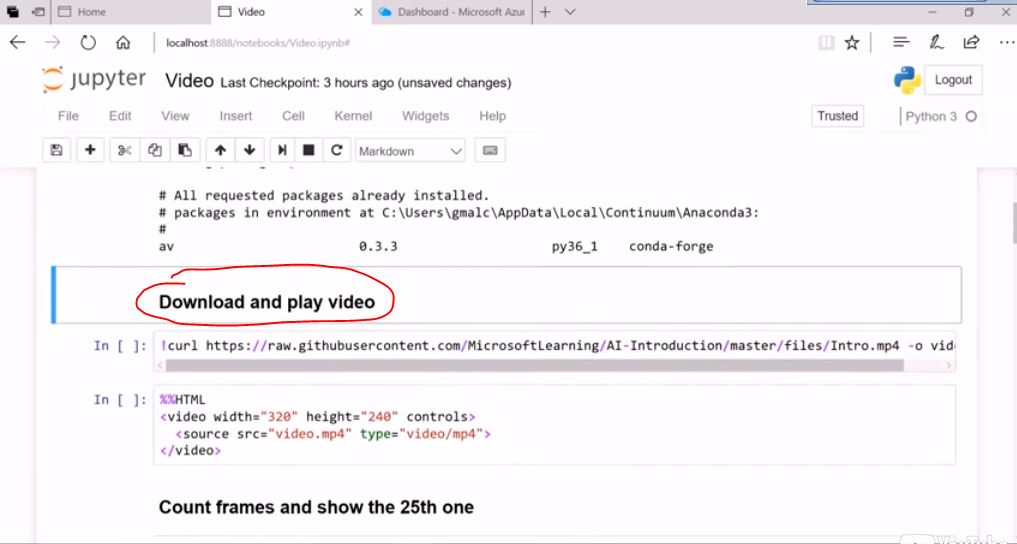 Home
Video
Dashboard - Microsoft Azur
localhost:8888/notebooks/Video.ipynb#
jupyter Video Last Checkpoint: 3 hours ago (unsaved changes)
Logout
File Edit View Insert Cell Kernel Widgets Help
Trusted
Python 3
Markdown
# All requested packages already installed.
# packages in environment at C:\Users\gmalc\AppData\Local\Continuum\Anaconda3:
#
av 0.3.3 py36_1 conda-forge
Download and play video
In [ ]: !curl https://raw.githubusercontent.com/MicrosoftLearning/AI-Introduction/master/files/Intro.mp4 -o vid
In [ ]: %%HTML
<video width="320" height="240" controls>
<source src="video.mp4" type="video/mp4">
</video>
Count frames and show the 25th one